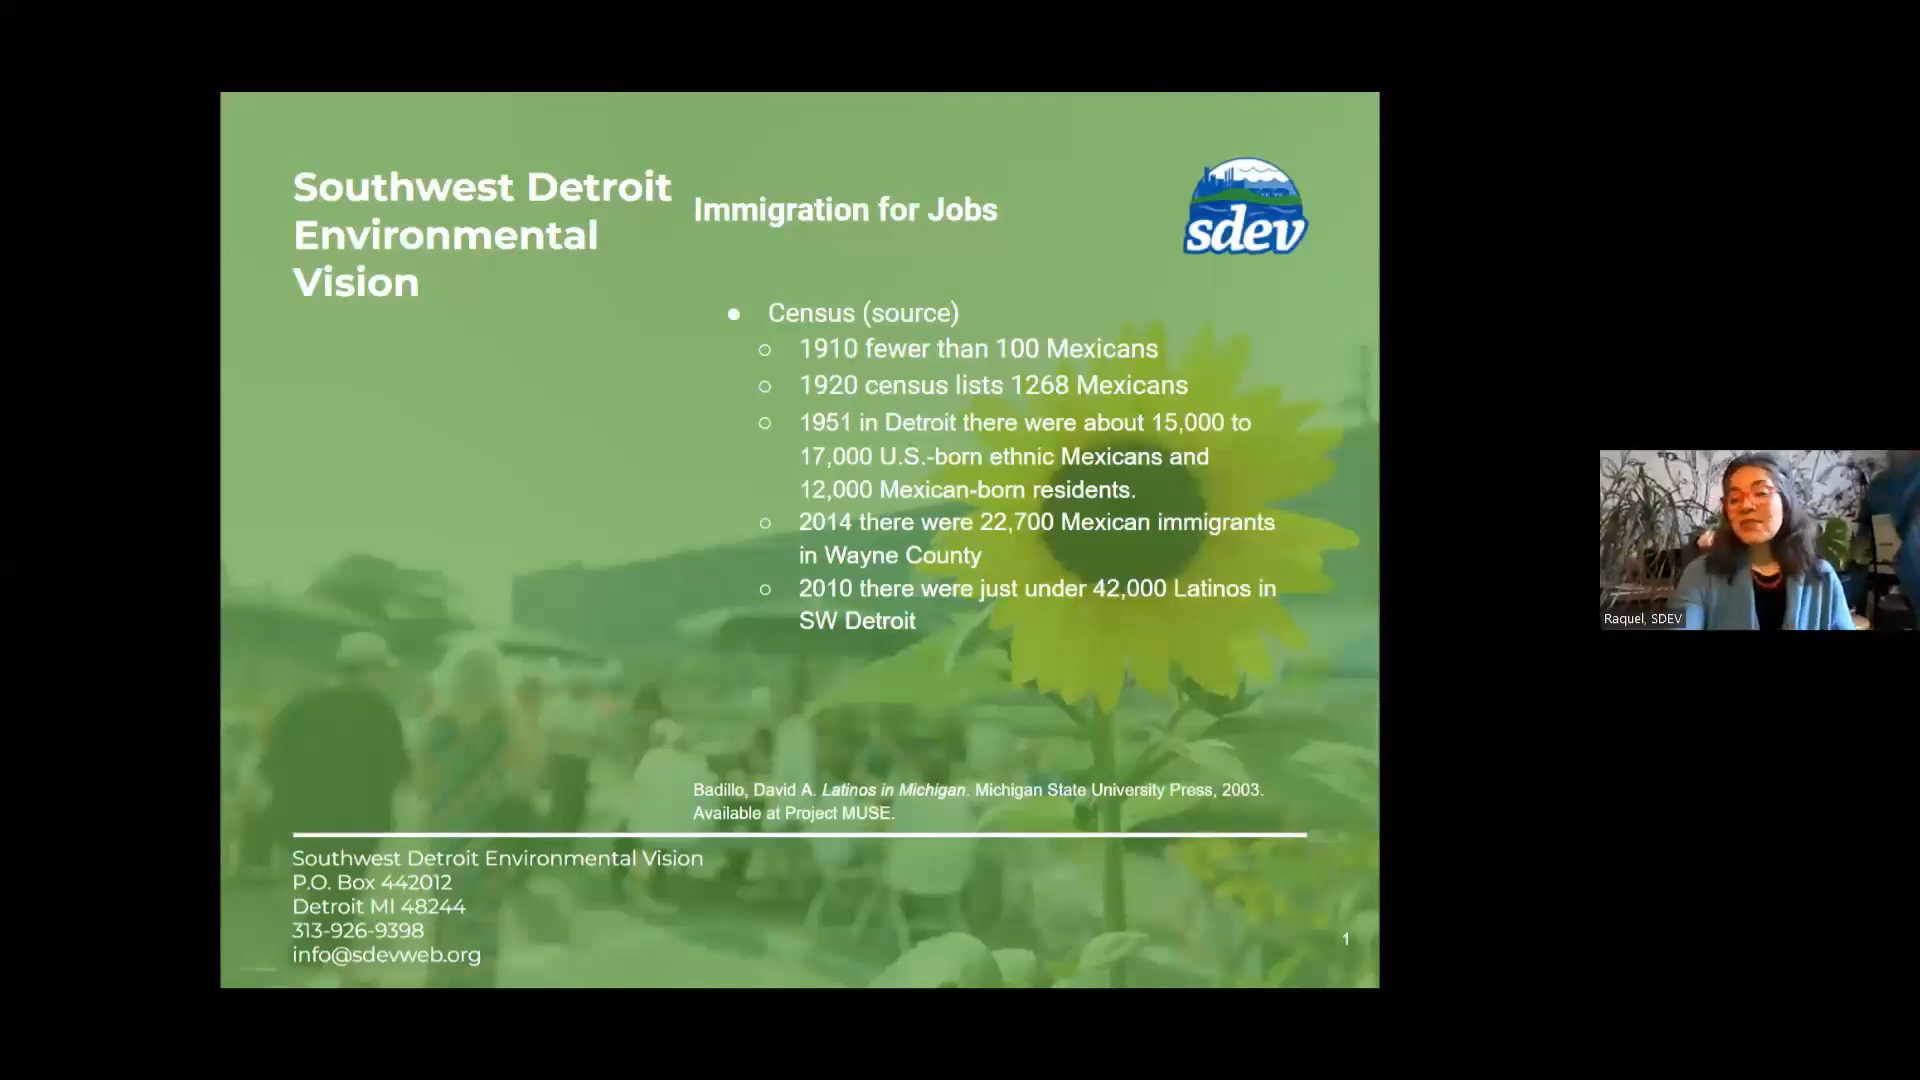 Southwest Detroit
Environmental
Vision
Immigration for Jobs
sdev
● Census (source)
○ 1910 fewer than 100 Mexicans
○ 1920 census lists 1268 Mexicans
○ 1951 in Detroit there were about 15,000 to
17,000 U.S.-born ethnic Mexicans and
12,000 Mexican-born residents.
○ 2014 there were 22,700 Mexican immigrants
in Wayne County
○ 2010 there were just under 42,000 Latinos in
SW Detroit
Badillo, David A. Latinos in Michigan. Michigan State University Press, 2003.
Available at Project MUSE.
Southwest Detroit Environmental Vision
P.O. Box 442012
Detroit MI 48244
313-926-9398
info@sdevweb.org
1
Raquel, SDEV